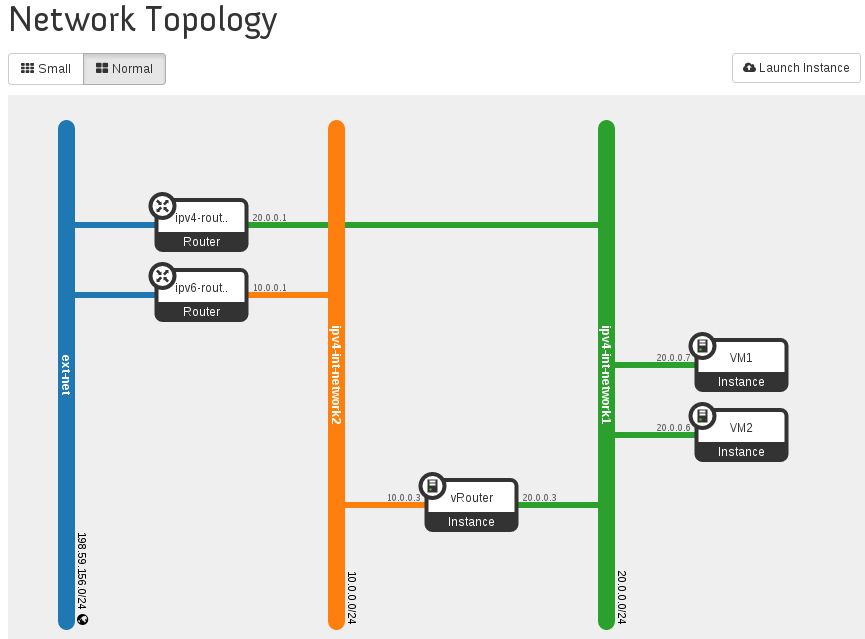 Network Topology
Small
Normal
Launch Instance
ipv4-rout..
Router
20.0.0.1
ipv6-rout..
Router
10.0.0.1
ext-net
ipv4-int-network2
ipv4-int-network1
20.0.0.7
VM1
Instance
20.0.0.6
VM2
Instance
10.0.0.3
vRouter
Instance
20.0.0.3
198.59.156.0/24
10.0.0.0/24
20.0.0.0/24